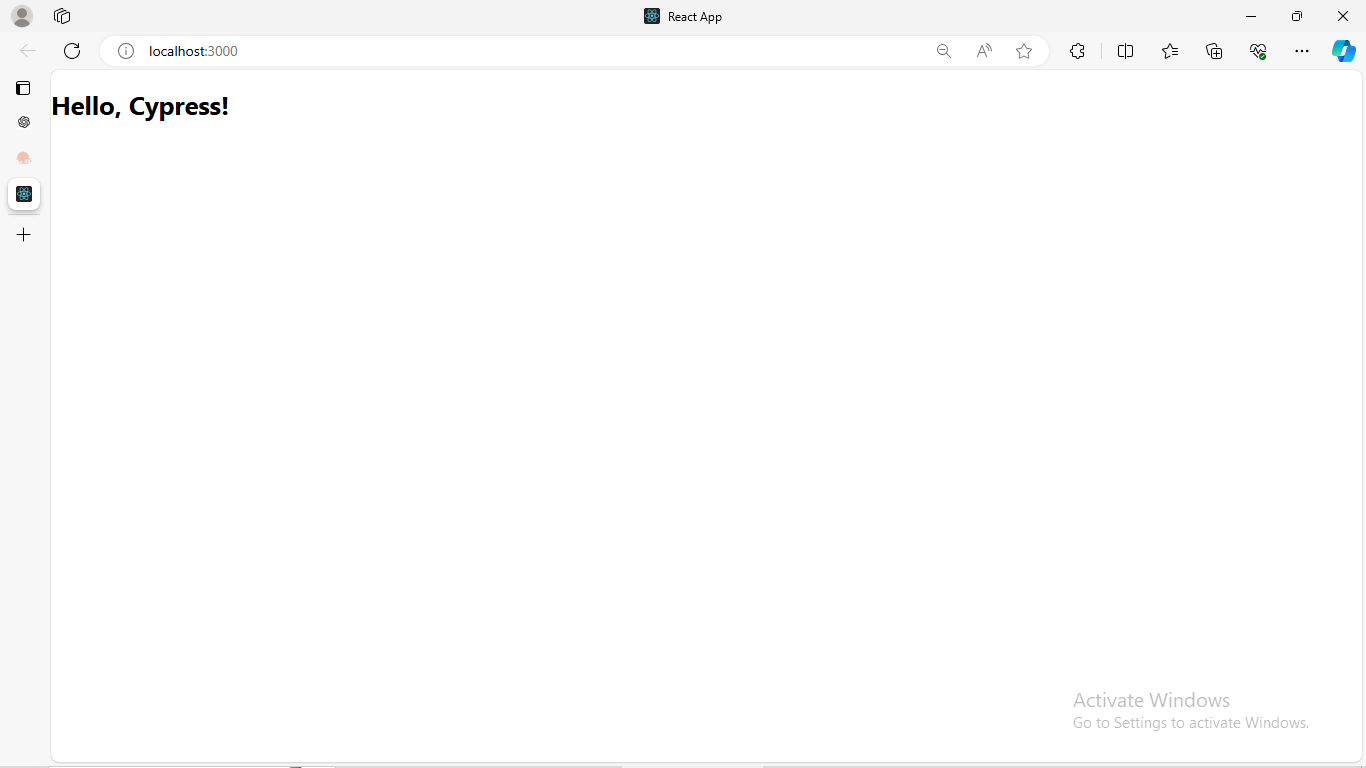 React App
localhost:3000
Hello, Cypress!
Activate Windows
Go to Settings to activate Windows.